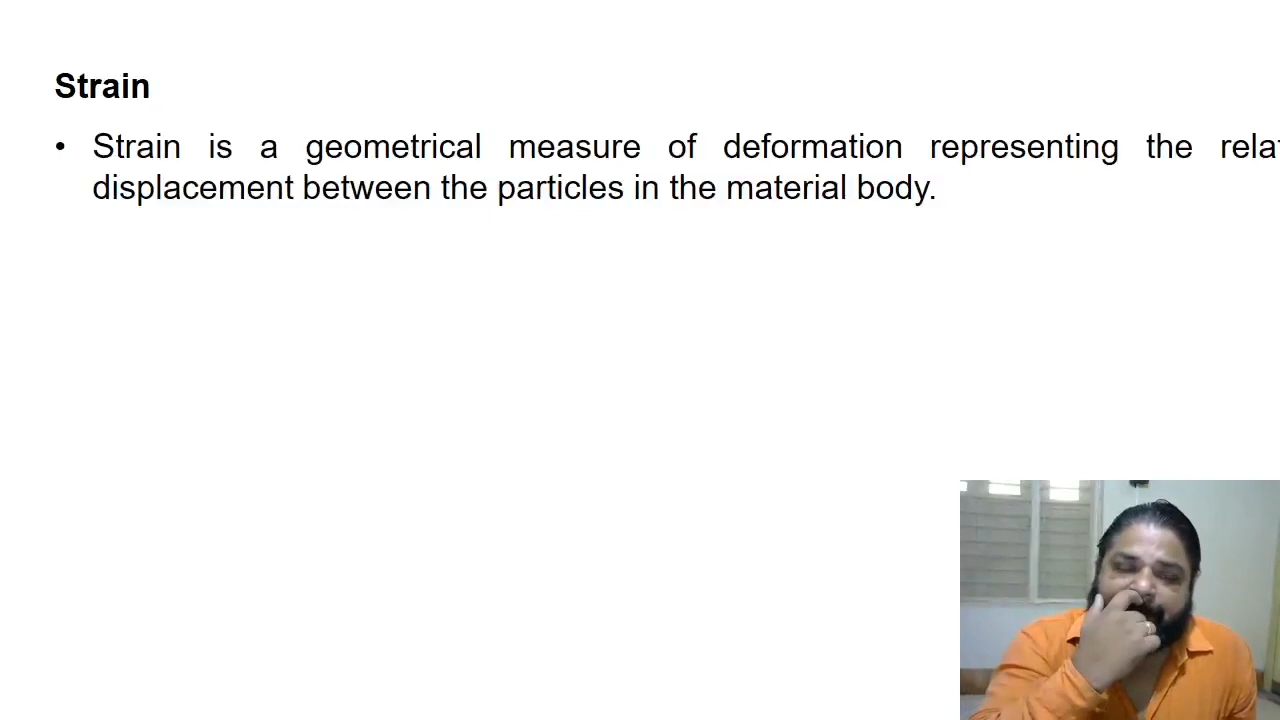 Strain
• Strain is a geometrical measure of deformation representing the
displacement between the particles in the material body.